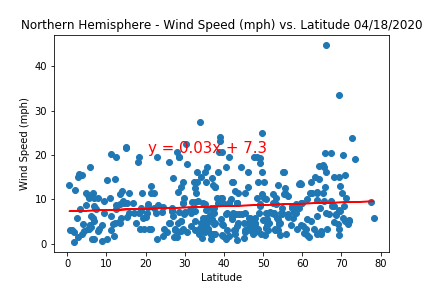 Northern Hemisphere - Wind Speed (mph) vs. Latitude 04/18/2020
Wind Speed (mph)
40
30
20
10
0
y = 0.03x + 7.3
0 10 20 30 40 50 60 70 80
Latitude